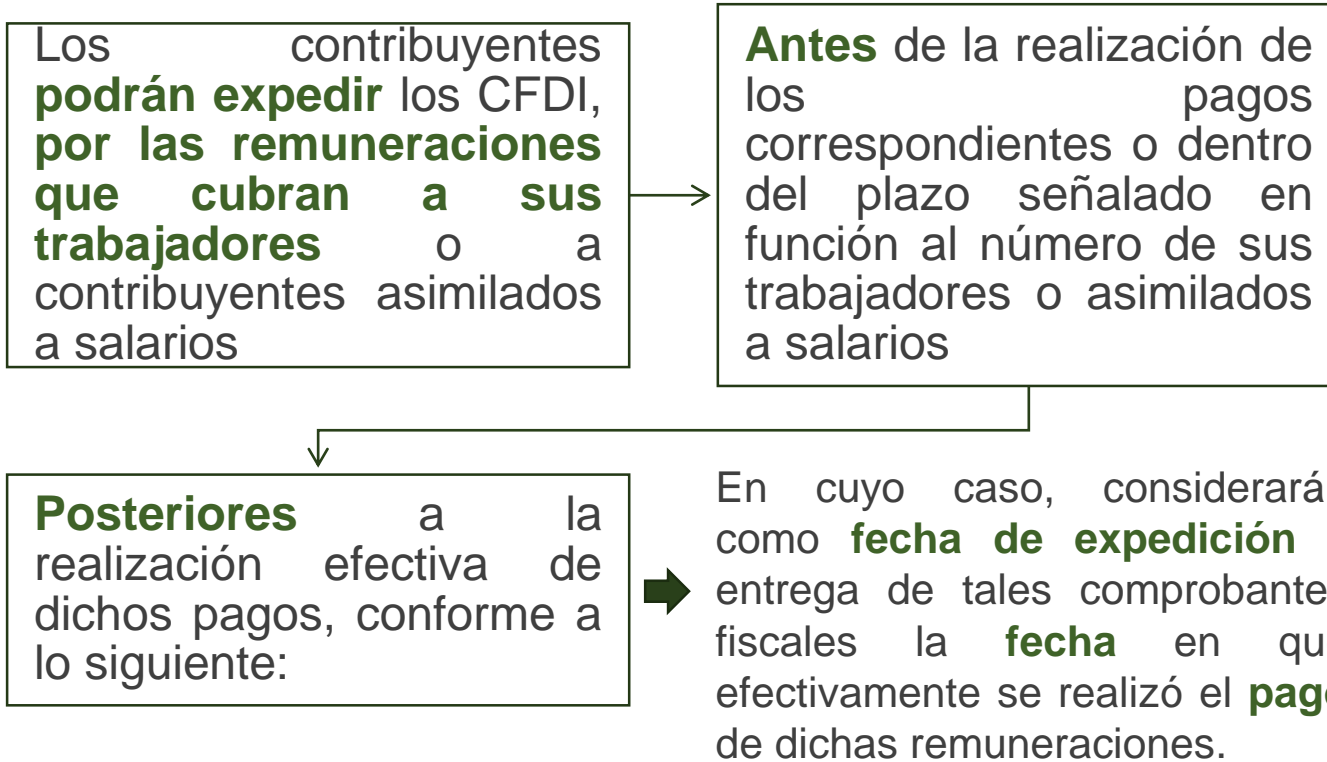 Los contribuyentes
podrán expedir los CFDI,
por las remuneraciones
que cubran a sus
trabajadores o a
contribuyentes asimilados
a salarios
Antes de la realización de
los pagos
correspondientes o dentro
del plazo señalado en
función al número de sus
trabajadores o asimilados
a salarios
Posteriores a la
realización efectiva de
dichos pagos, conforme a
lo siguiente:
En cuyo caso, considerará
como fecha de expedición
entrega de tales comprobante
fiscales la fecha en qu
efectivamente se realizó el pago
de dichas remuneraciones.